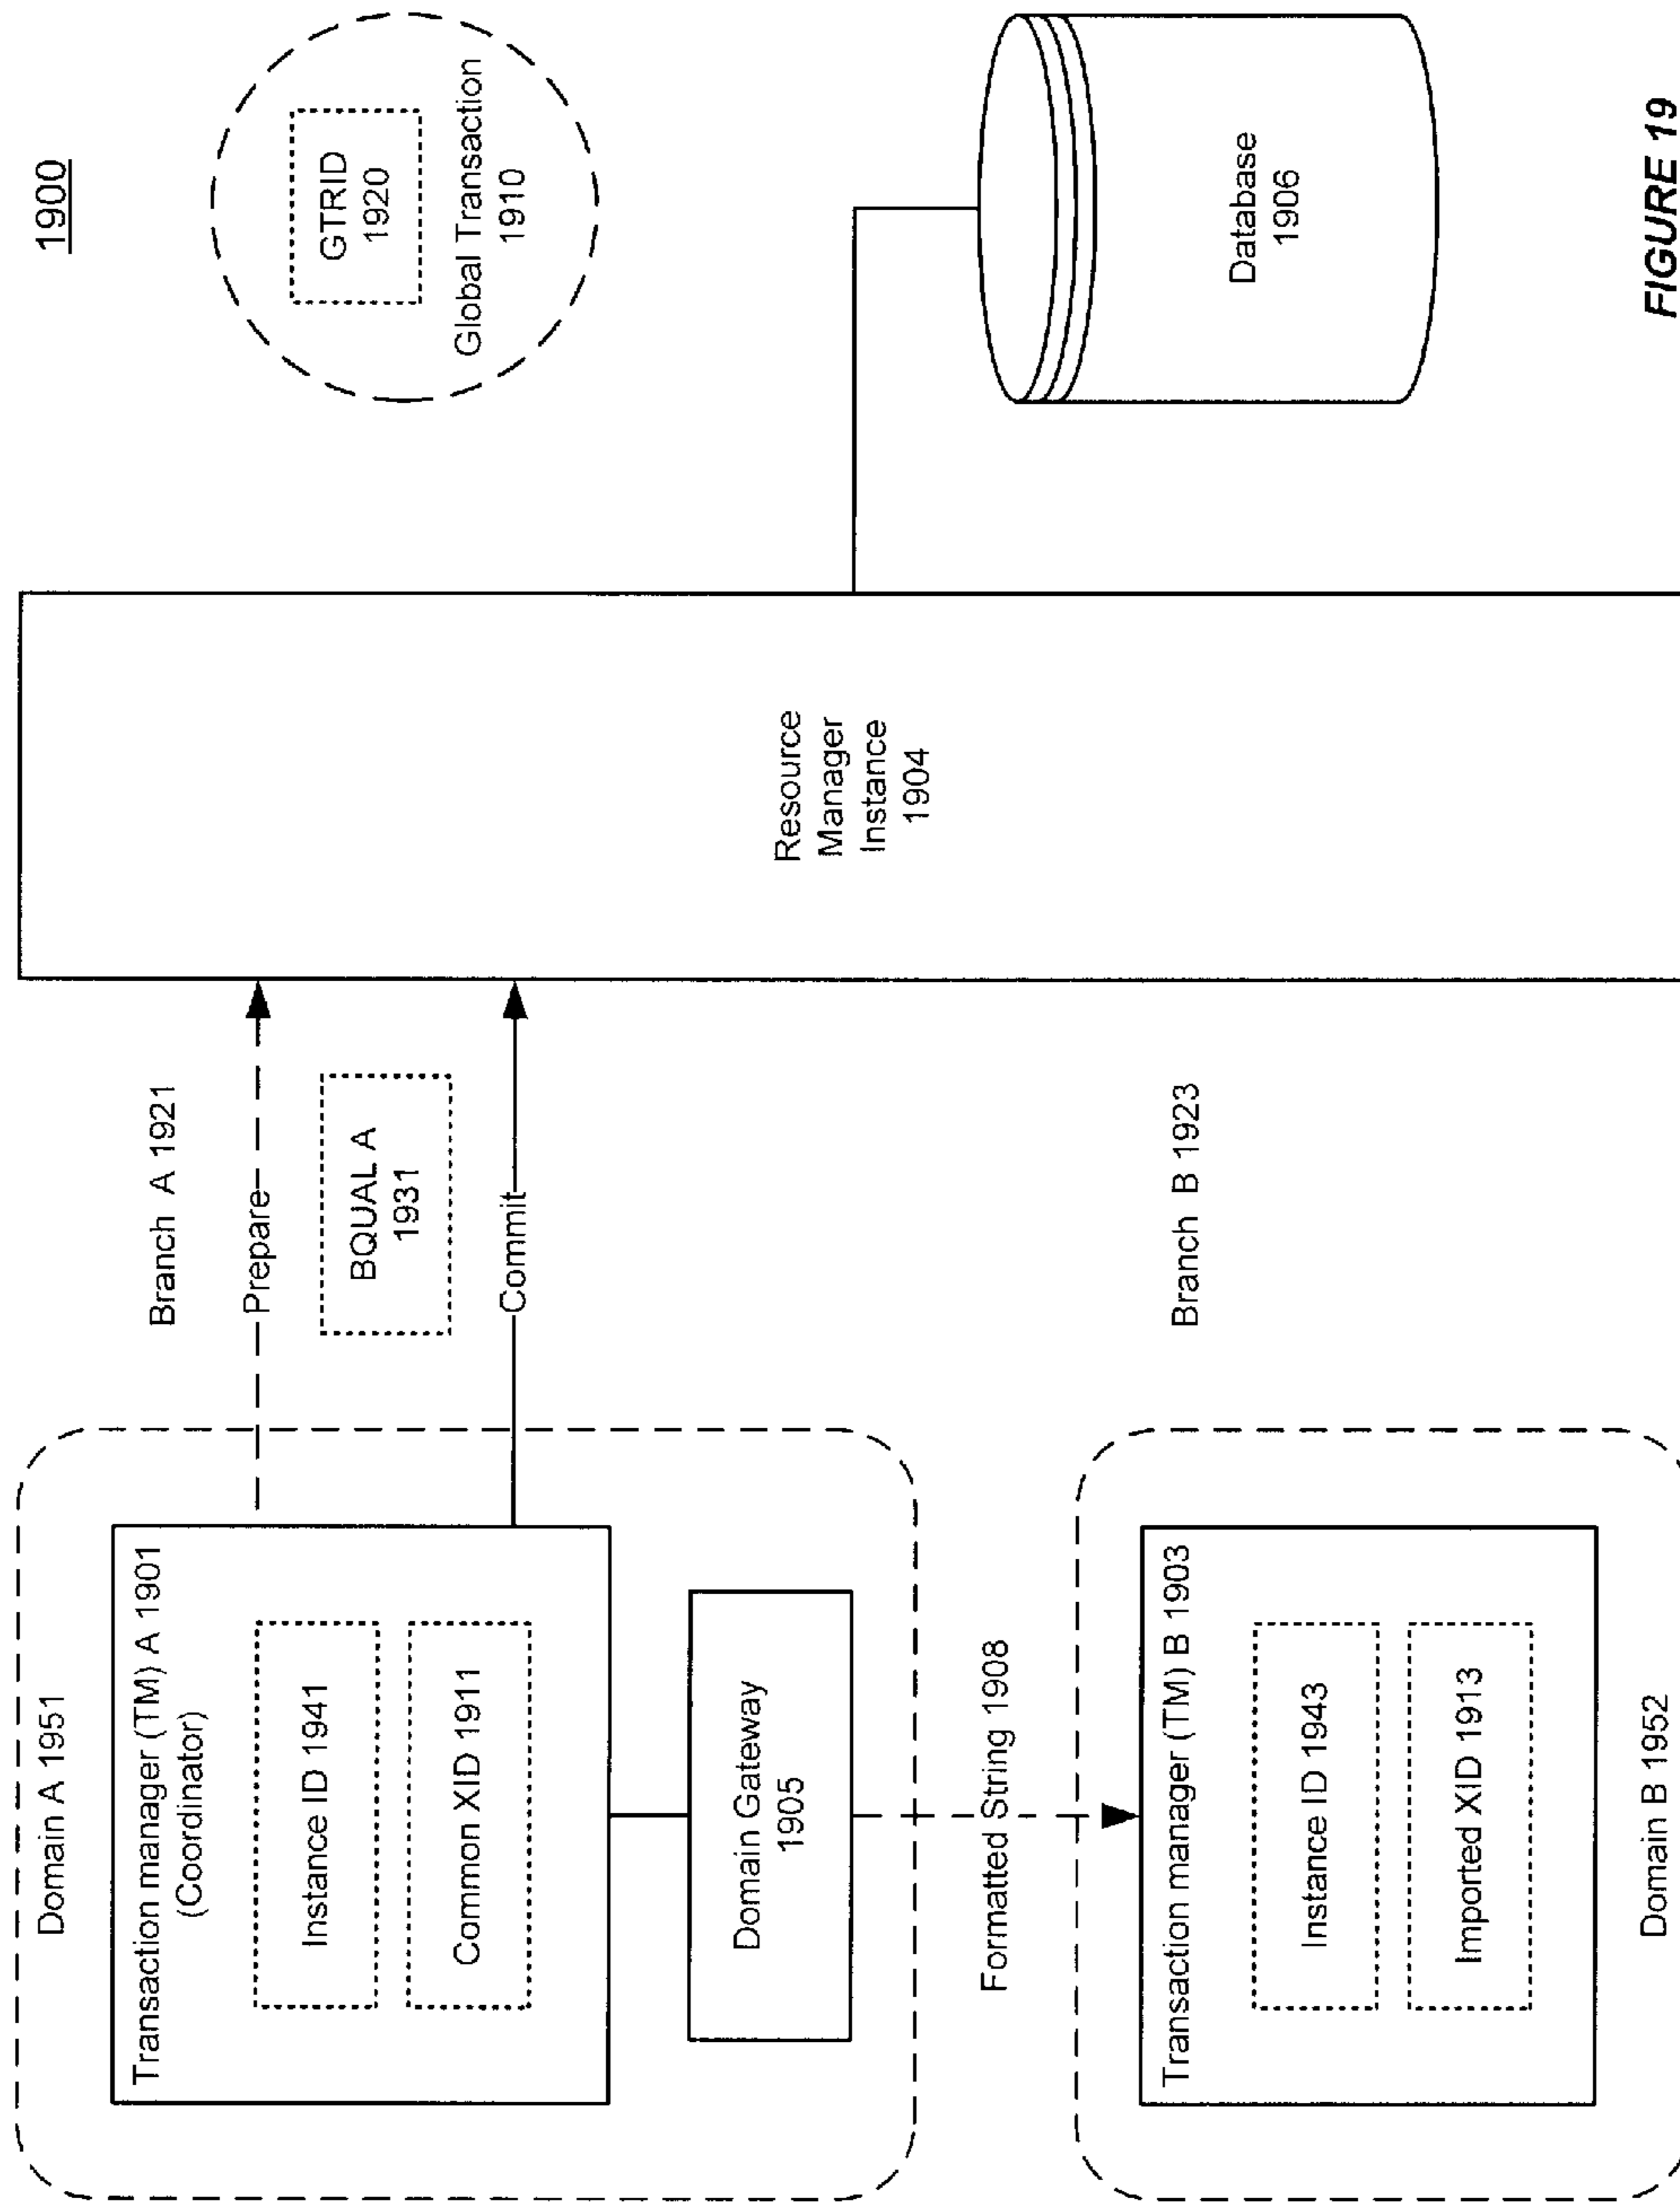 1900
Domain A 1951
Transaction manager (TM) A 1901
(Coordinator)
Instance ID 1941
Common XID 1911
Domain Gateway
1905
Branch A 1921
Prepare
BQUAL A
1931
Commit
Resource
Manager
Instance
1904
GTRID
1920
Global Transaction
1910
Database
1906
Formatted String 1908
Branch B 1923
Transaction manager (TM) B 1903
Instance ID 1943
Imported XID 1913
Domain B 1952
FIGURE 19